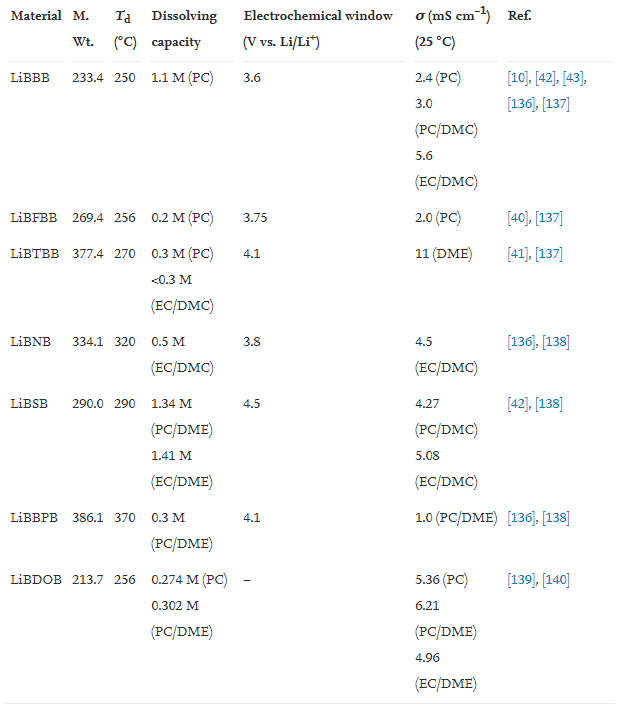 Material M. Wt. Td (°C) Dissolving capacity Electrochemical window (V vs. Li/Li+) σ (mS cm−1) (25 °C) Ref.
LiBBB 233.4 250 1.1 M (PC) 3.6 2.4 (PC) [10], [42], [43],
3.0 [136], [137]
(PC/DMC)
5.6
(EC/DMC)
LiBFBB 269.4 256 0.2 M (PC) 3.75 2.0 (PC) [40], [137]
LiBTBB 377.4 270 0.3 M (PC) 4.1 11 (DME) [41], [137]
<0.3 M
(EC/DMC)
LiBNB 334.1 320 0.5 M 3.8 4.5 [136], [138]
(EC/DMC) (EC/DMC)
LiBSB 290.0 290 1.34 M 4.5 4.27 [42], [138]
(PC/DME) (PC/DMC)
1.41 M 5.08
(EC/DME) (EC/DMC)
LiBBPB 386.1 370 0.3 M 4.1 1.0 (PC/DME) [136], [138]
(PC/DME)
LiBDOB 213.7 256 0.274 M (PC) – 5.36 (PC) [139], [140]
0.302 M 6.21
(PC/DME) (PC/DME)
4.96
(EC/DME)